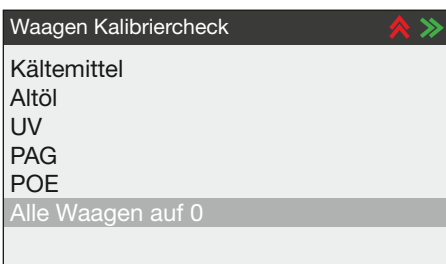 Waagen Kalibriercheck
Kältemittel
Altöl
UV
PAG
POE
Alle Waagen auf 0